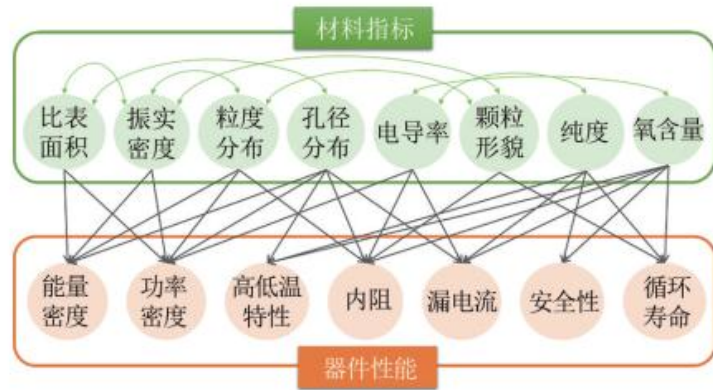 材料指标
比表
面积
振实
密度
粒度
分布
孔径
分布
电导率
颗粒
形貌
纯度
氧含量
能量
密度
功率
密度
高低温
特性
内阻
漏电流
安全性
循环
寿命
器件性能